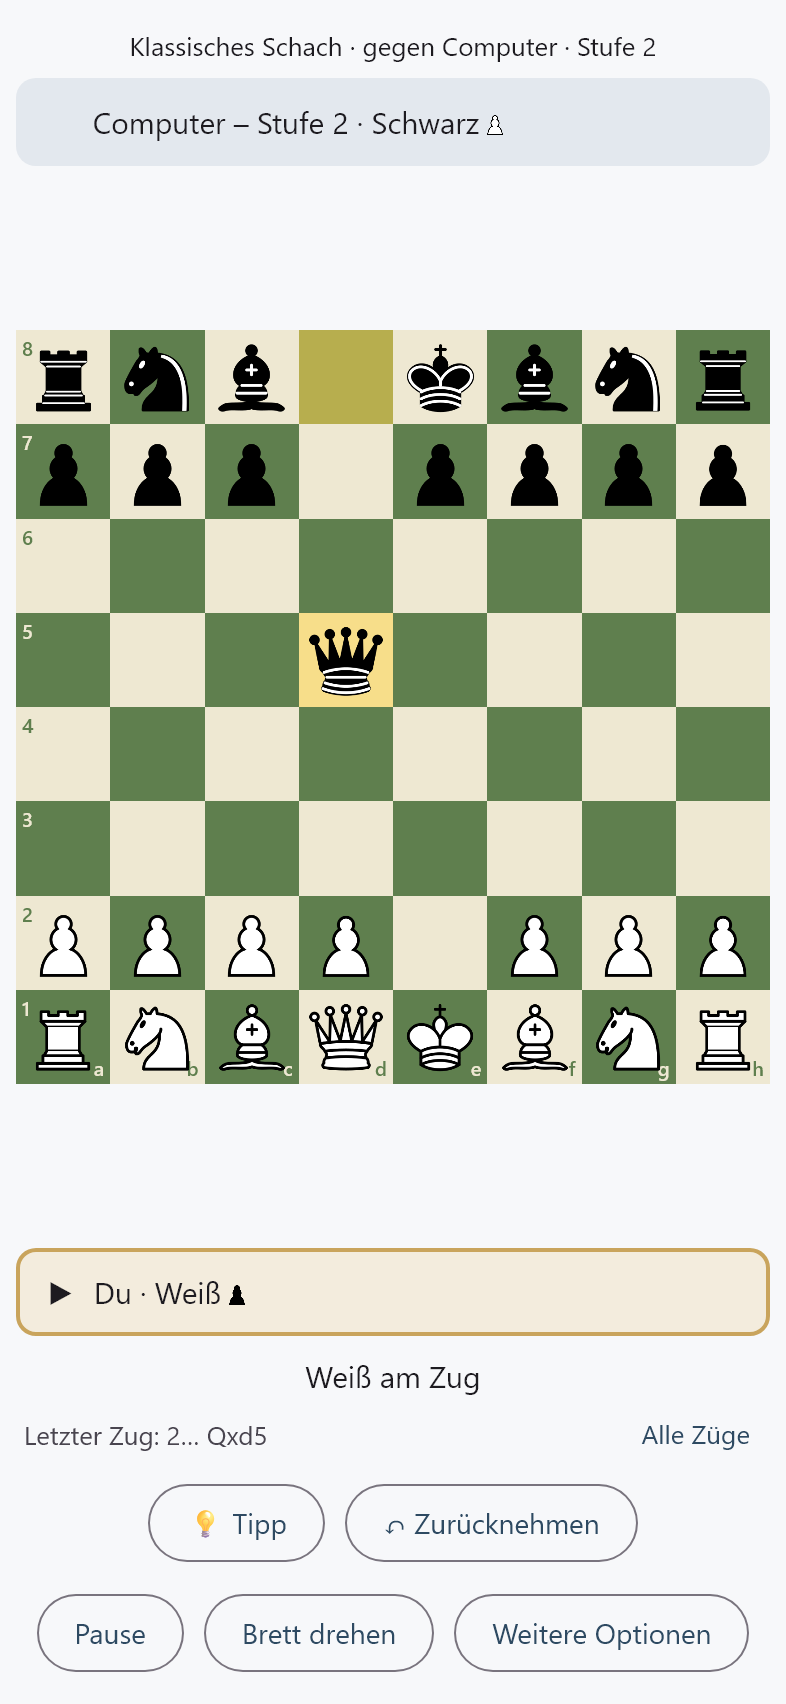 Klassisches Schach · gegen Computer · Stufe 2
Computer – Stufe 2 · Schwarz ♙
8
7
6
5
4
3
2
1
a b c d e f g h
▶ Du · Weiß ♟
Weiß am Zug
Letzter Zug: 2… Qxd5 Alle Züge
💡 Tipp ↶ Zurücknehmen
Pause Brett drehen Weitere Optionen